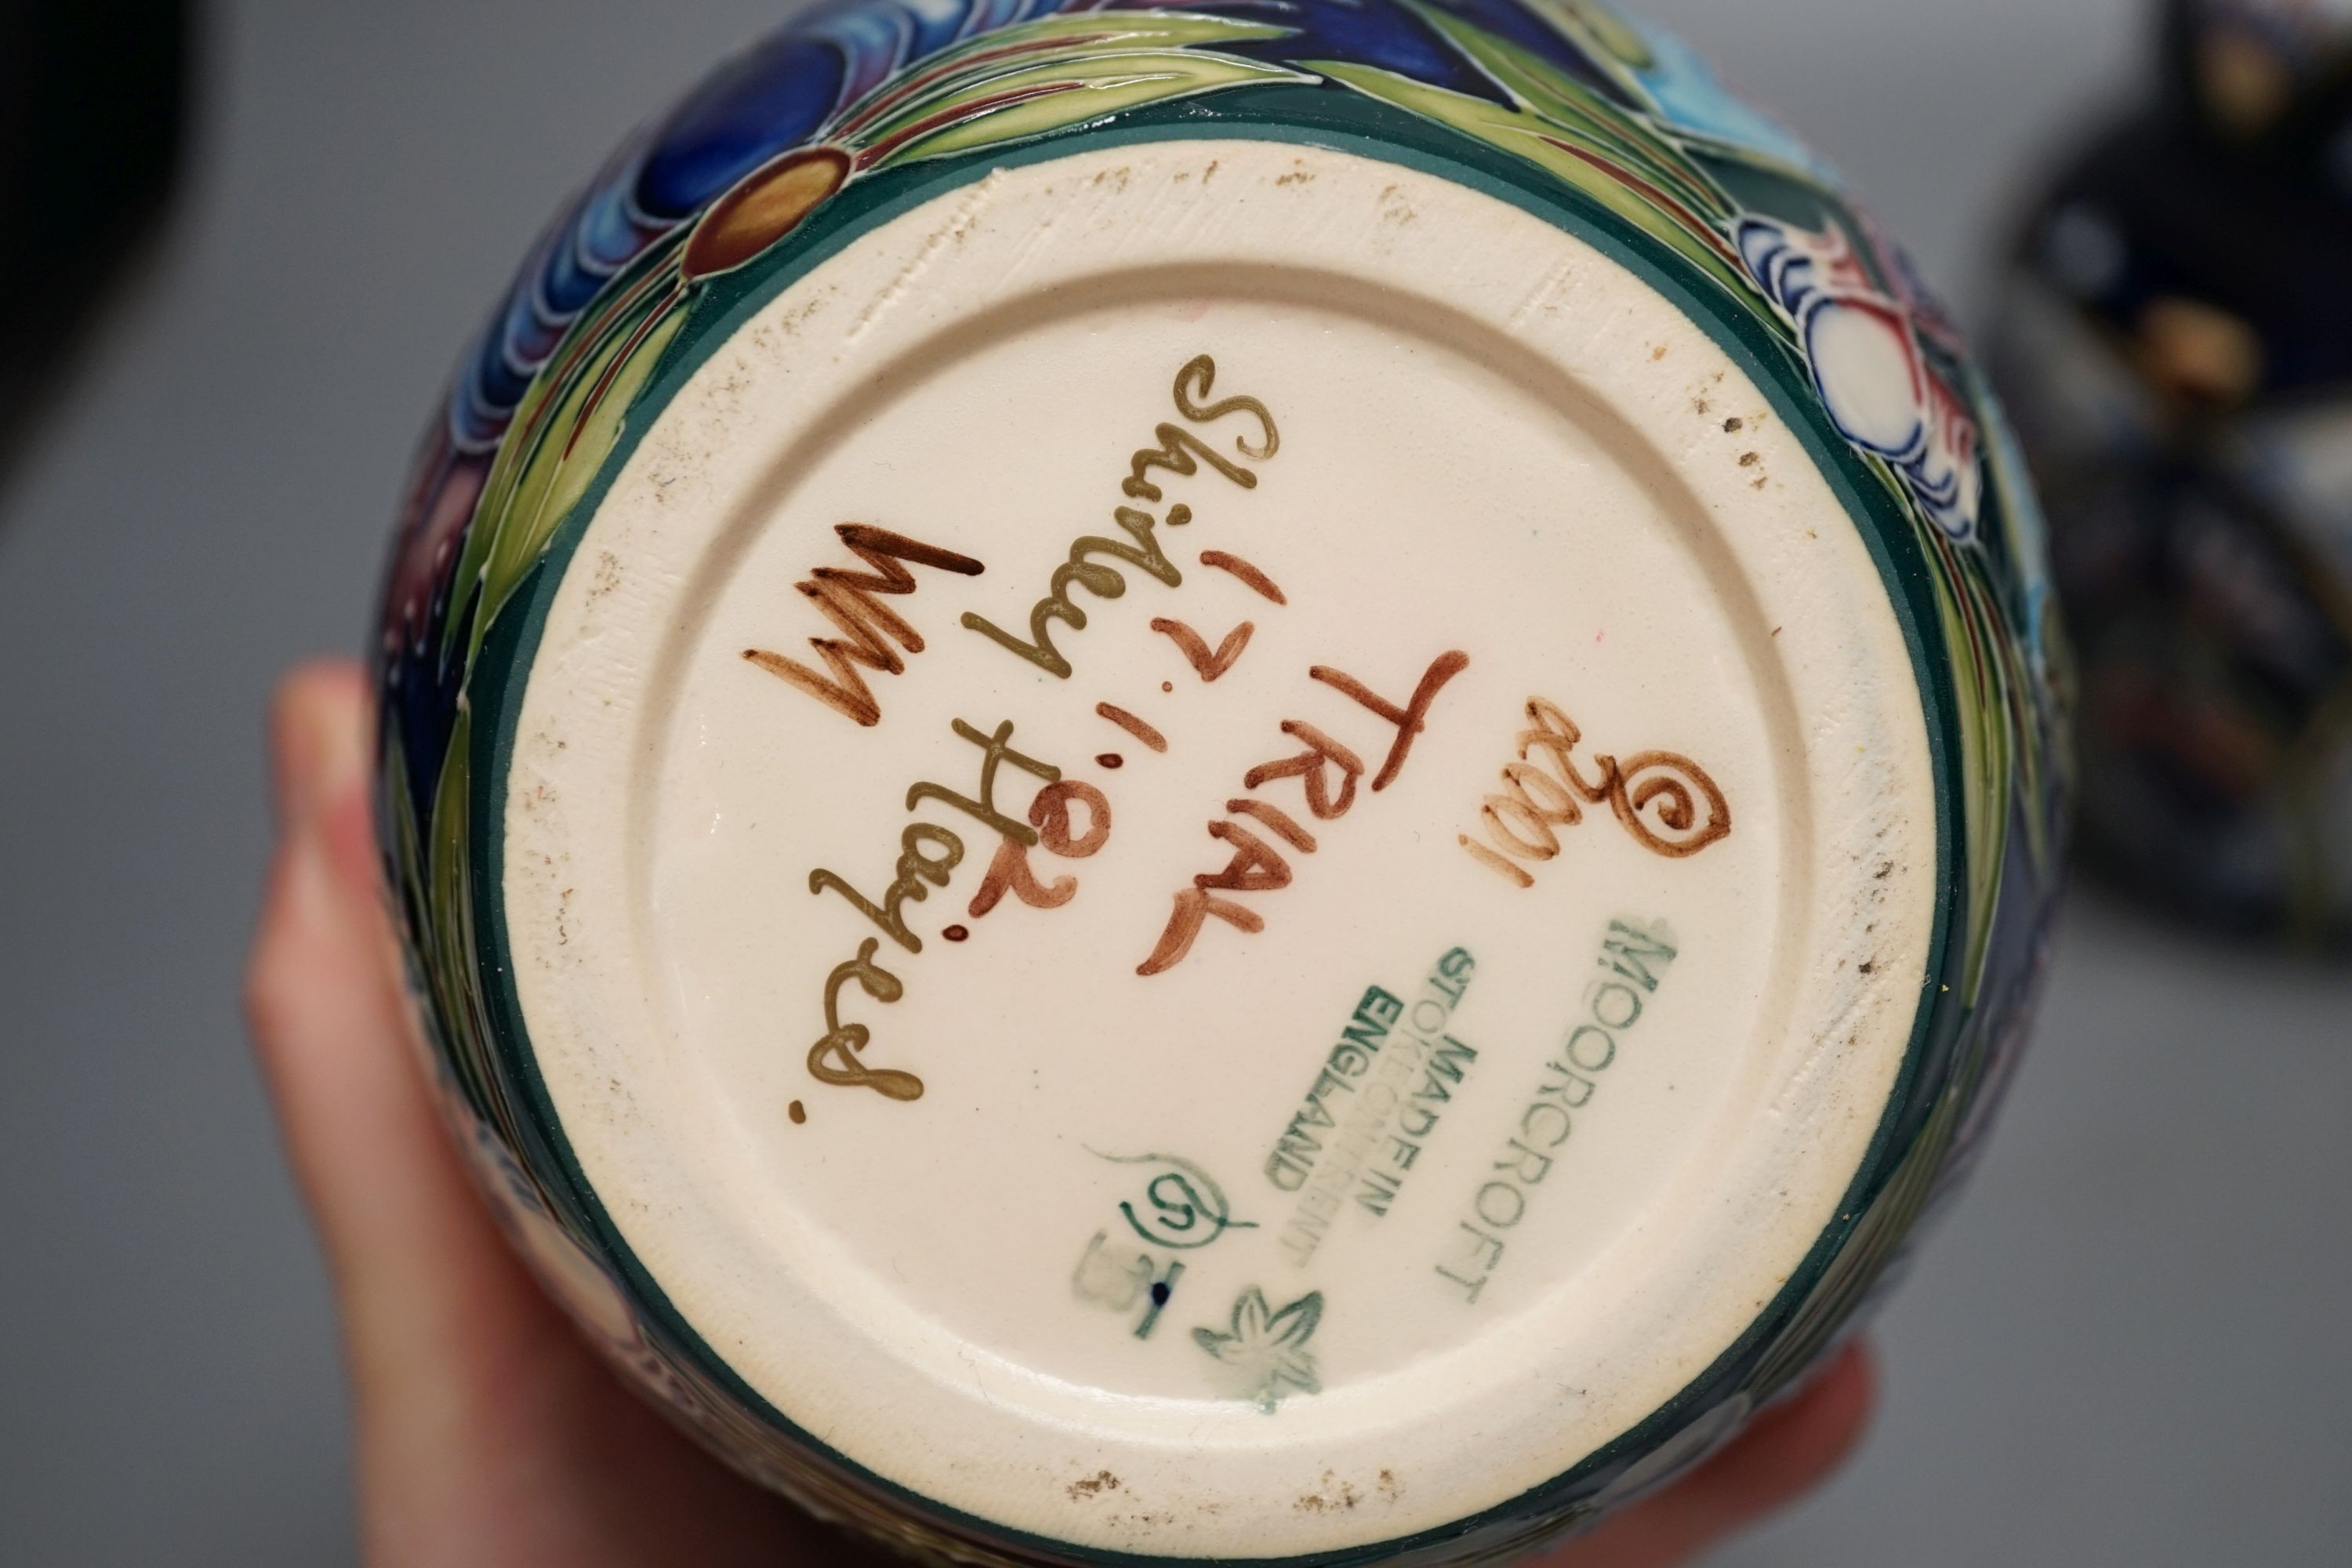 © 2001
TRIAL
17.1.02.
Shirley Hayes.
WM
MOORCROFT
MADE IN
STOKE ON TRENT
ENGLAND